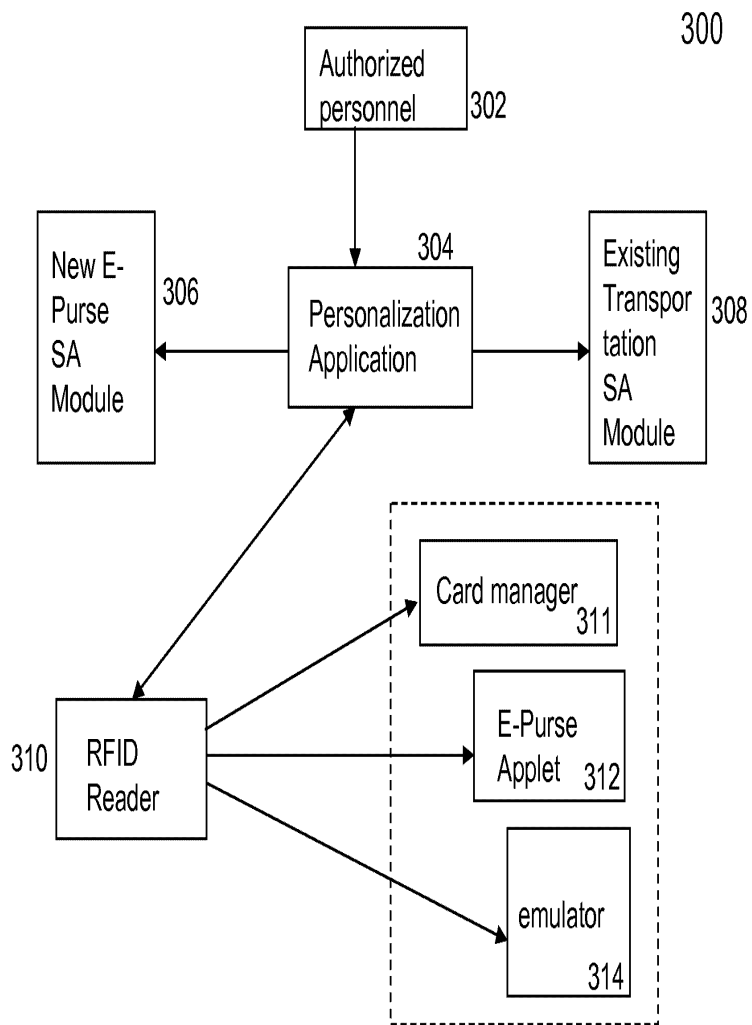 300
Authorized
personnel
302
304
New E-
Purse
SA
Module
306
Personalization
Application
Existing
Transpor
tation
SA
Module
308
Card manager
311
310
RFID
Reader
E-Purse
Applet
312
emulator
314